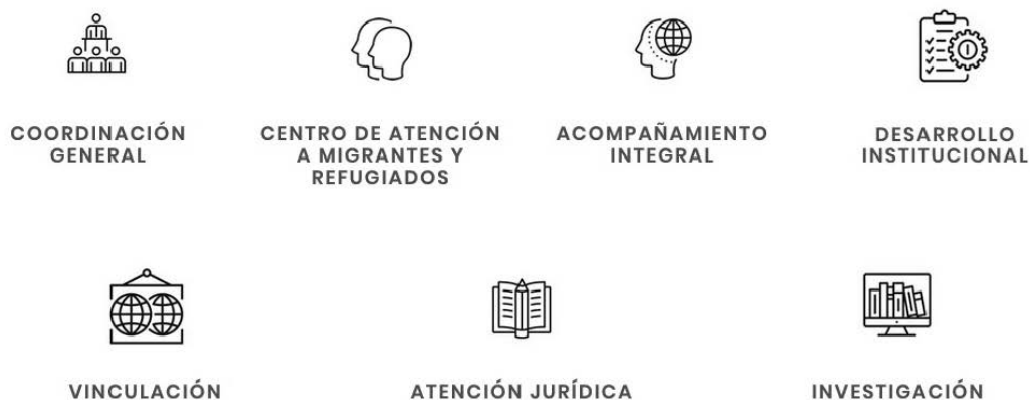 COORDINACIÓN
GENERAL
CENTRO DE ATENCIÓN
A MIGRANTES Y
REFUGIADOS
ACOMPAÑAMIENTO
INTEGRAL
DESARROLLO
INSTITUCIONAL
VINCULACIÓN
ATENCIÓN JURÍDICA
INVESTIGACIÓN